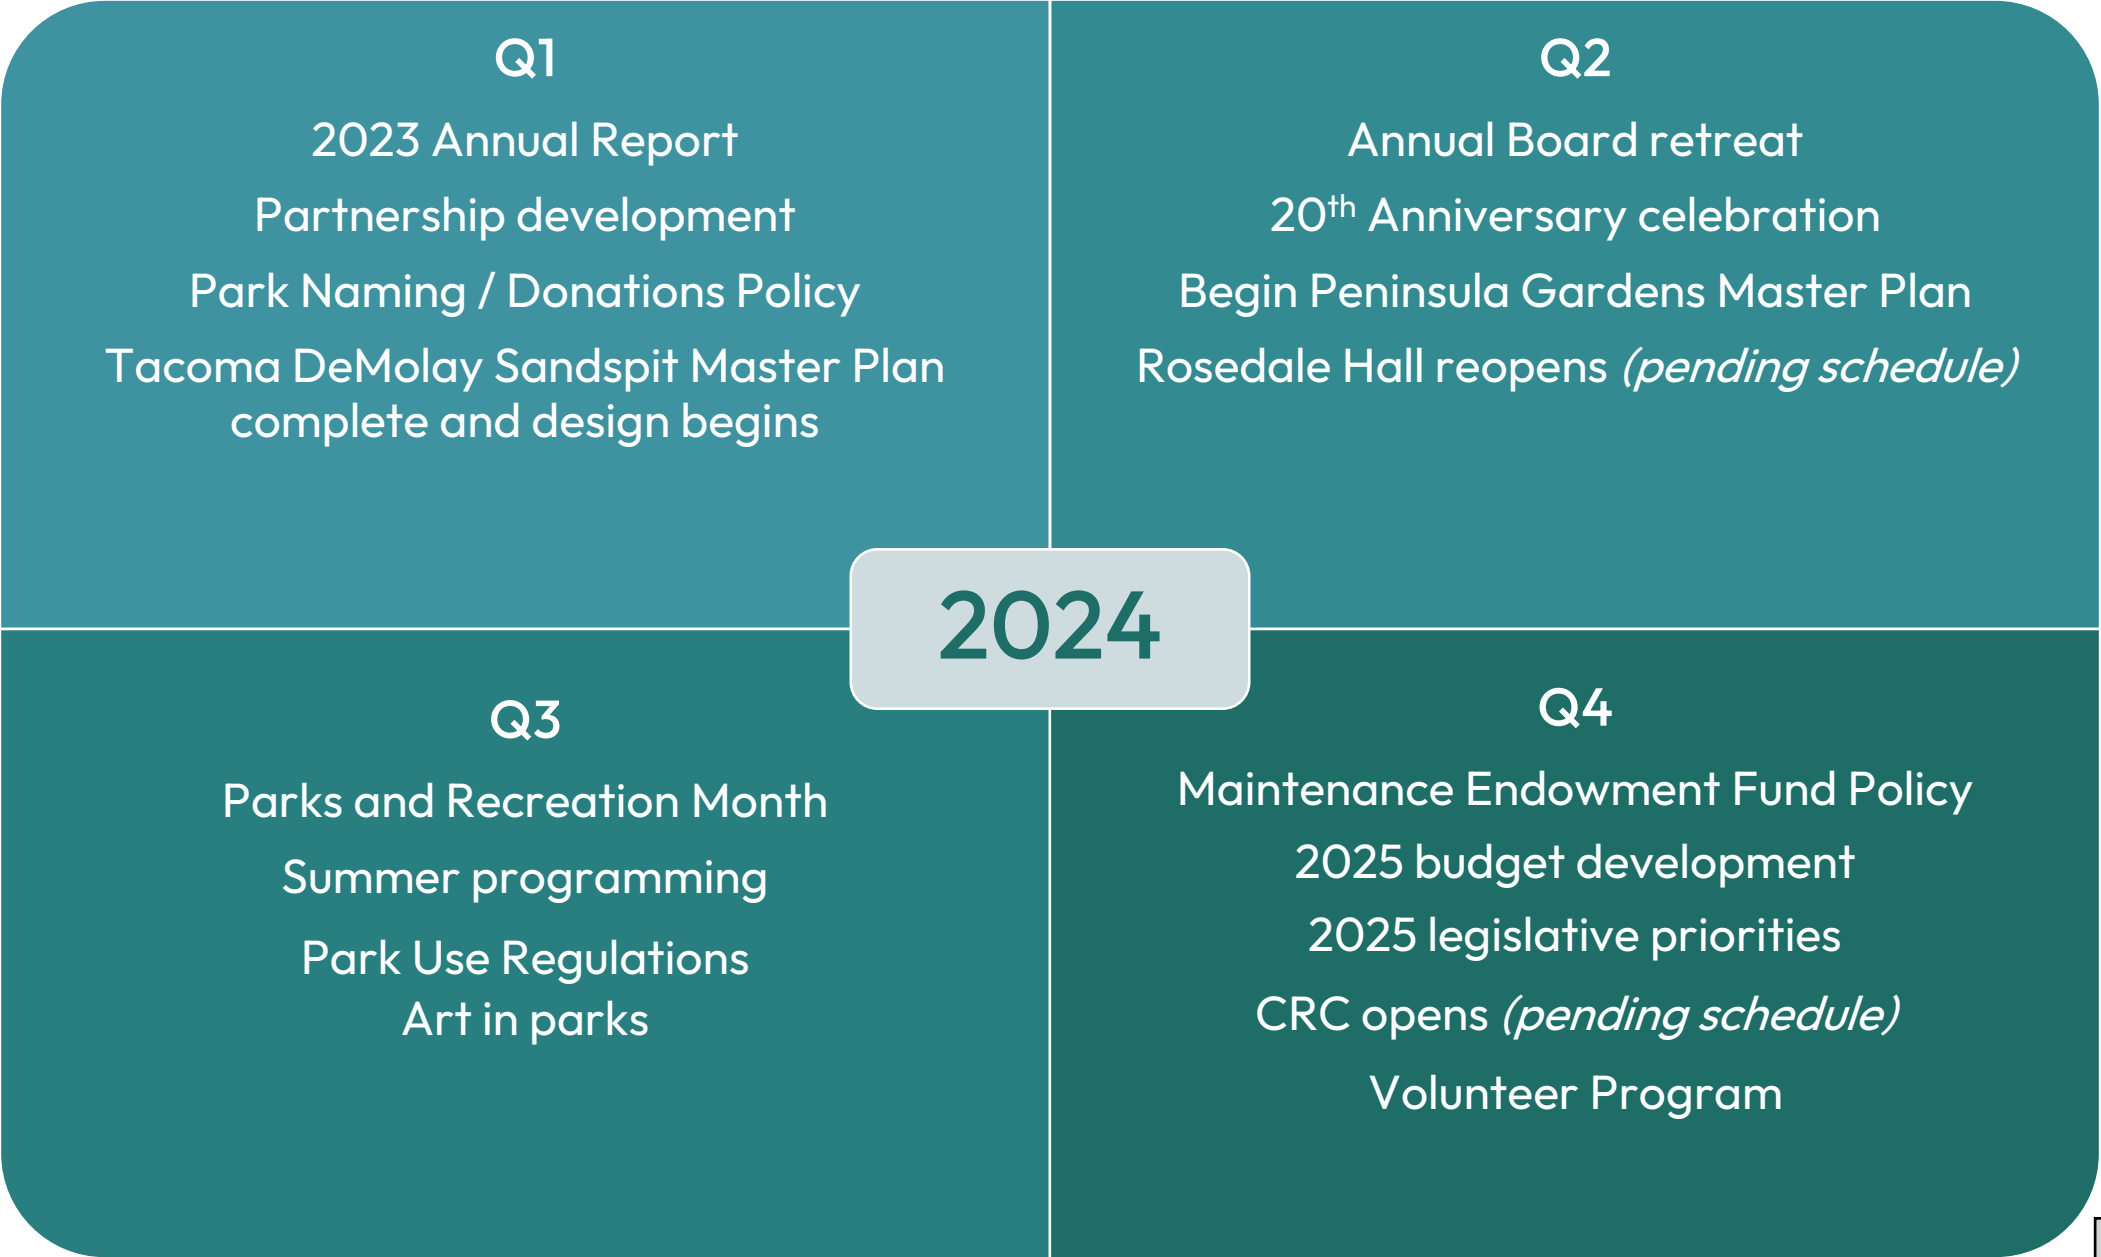 Q1
2023 Annual Report
Partnership development
Park Naming / Donations Policy
Tacoma DeMolay Sandspit Master Plan
complete and design begins
Q2
Annual Board retreat
20th Anniversary celebration
Begin Peninsula Gardens Master Plan
Rosedale Hall reopens (pending schedule)
2024
Q3
Parks and Recreation Month
Summer programming
Park Use Regulations
Art in parks
Q4
Maintenance Endowment Fund Policy
2025 budget development
2025 legislative priorities
CRC opens (pending schedule)
Volunteer Program